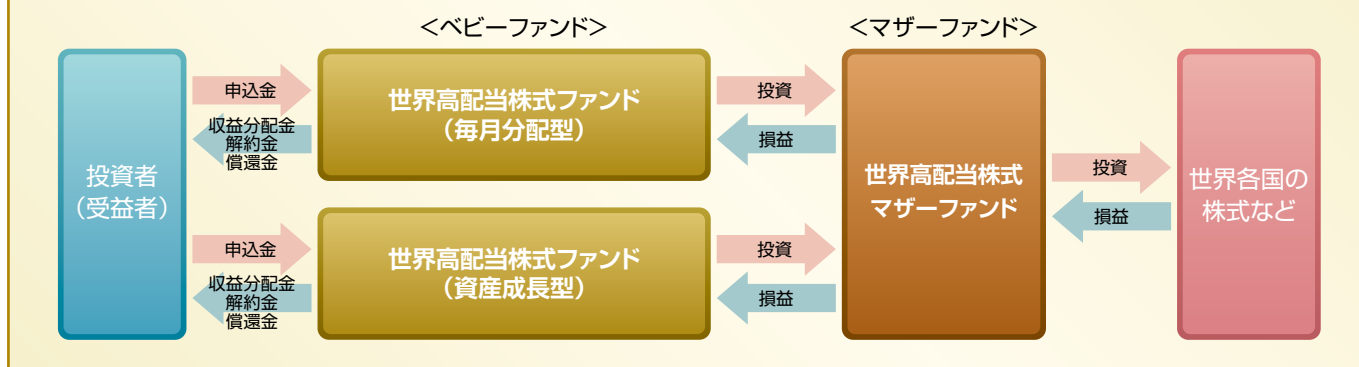 <ベビーファンド>
<マザーファンド>
投資者
（受益者）
申込金
収益分配金
解約金
償還金
世界高配当株式ファンド
（毎月分配型）
投資
損益
申込金
収益分配金
解約金
償還金
世界高配当株式ファンド
（資産成長型）
投資
損益
世界高配当株式
マザーファンド
投資
損益
世界各国の
株式など